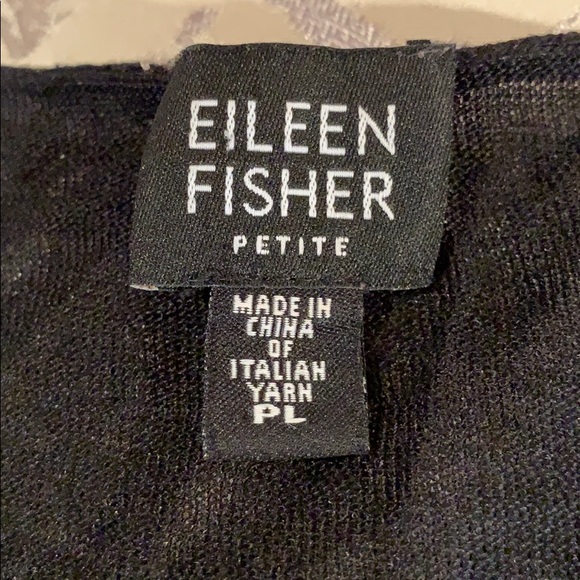 EILEEN
FISHER
PETITE
MADE IN
CHINA
OF
ITALIAN
YARN
PL